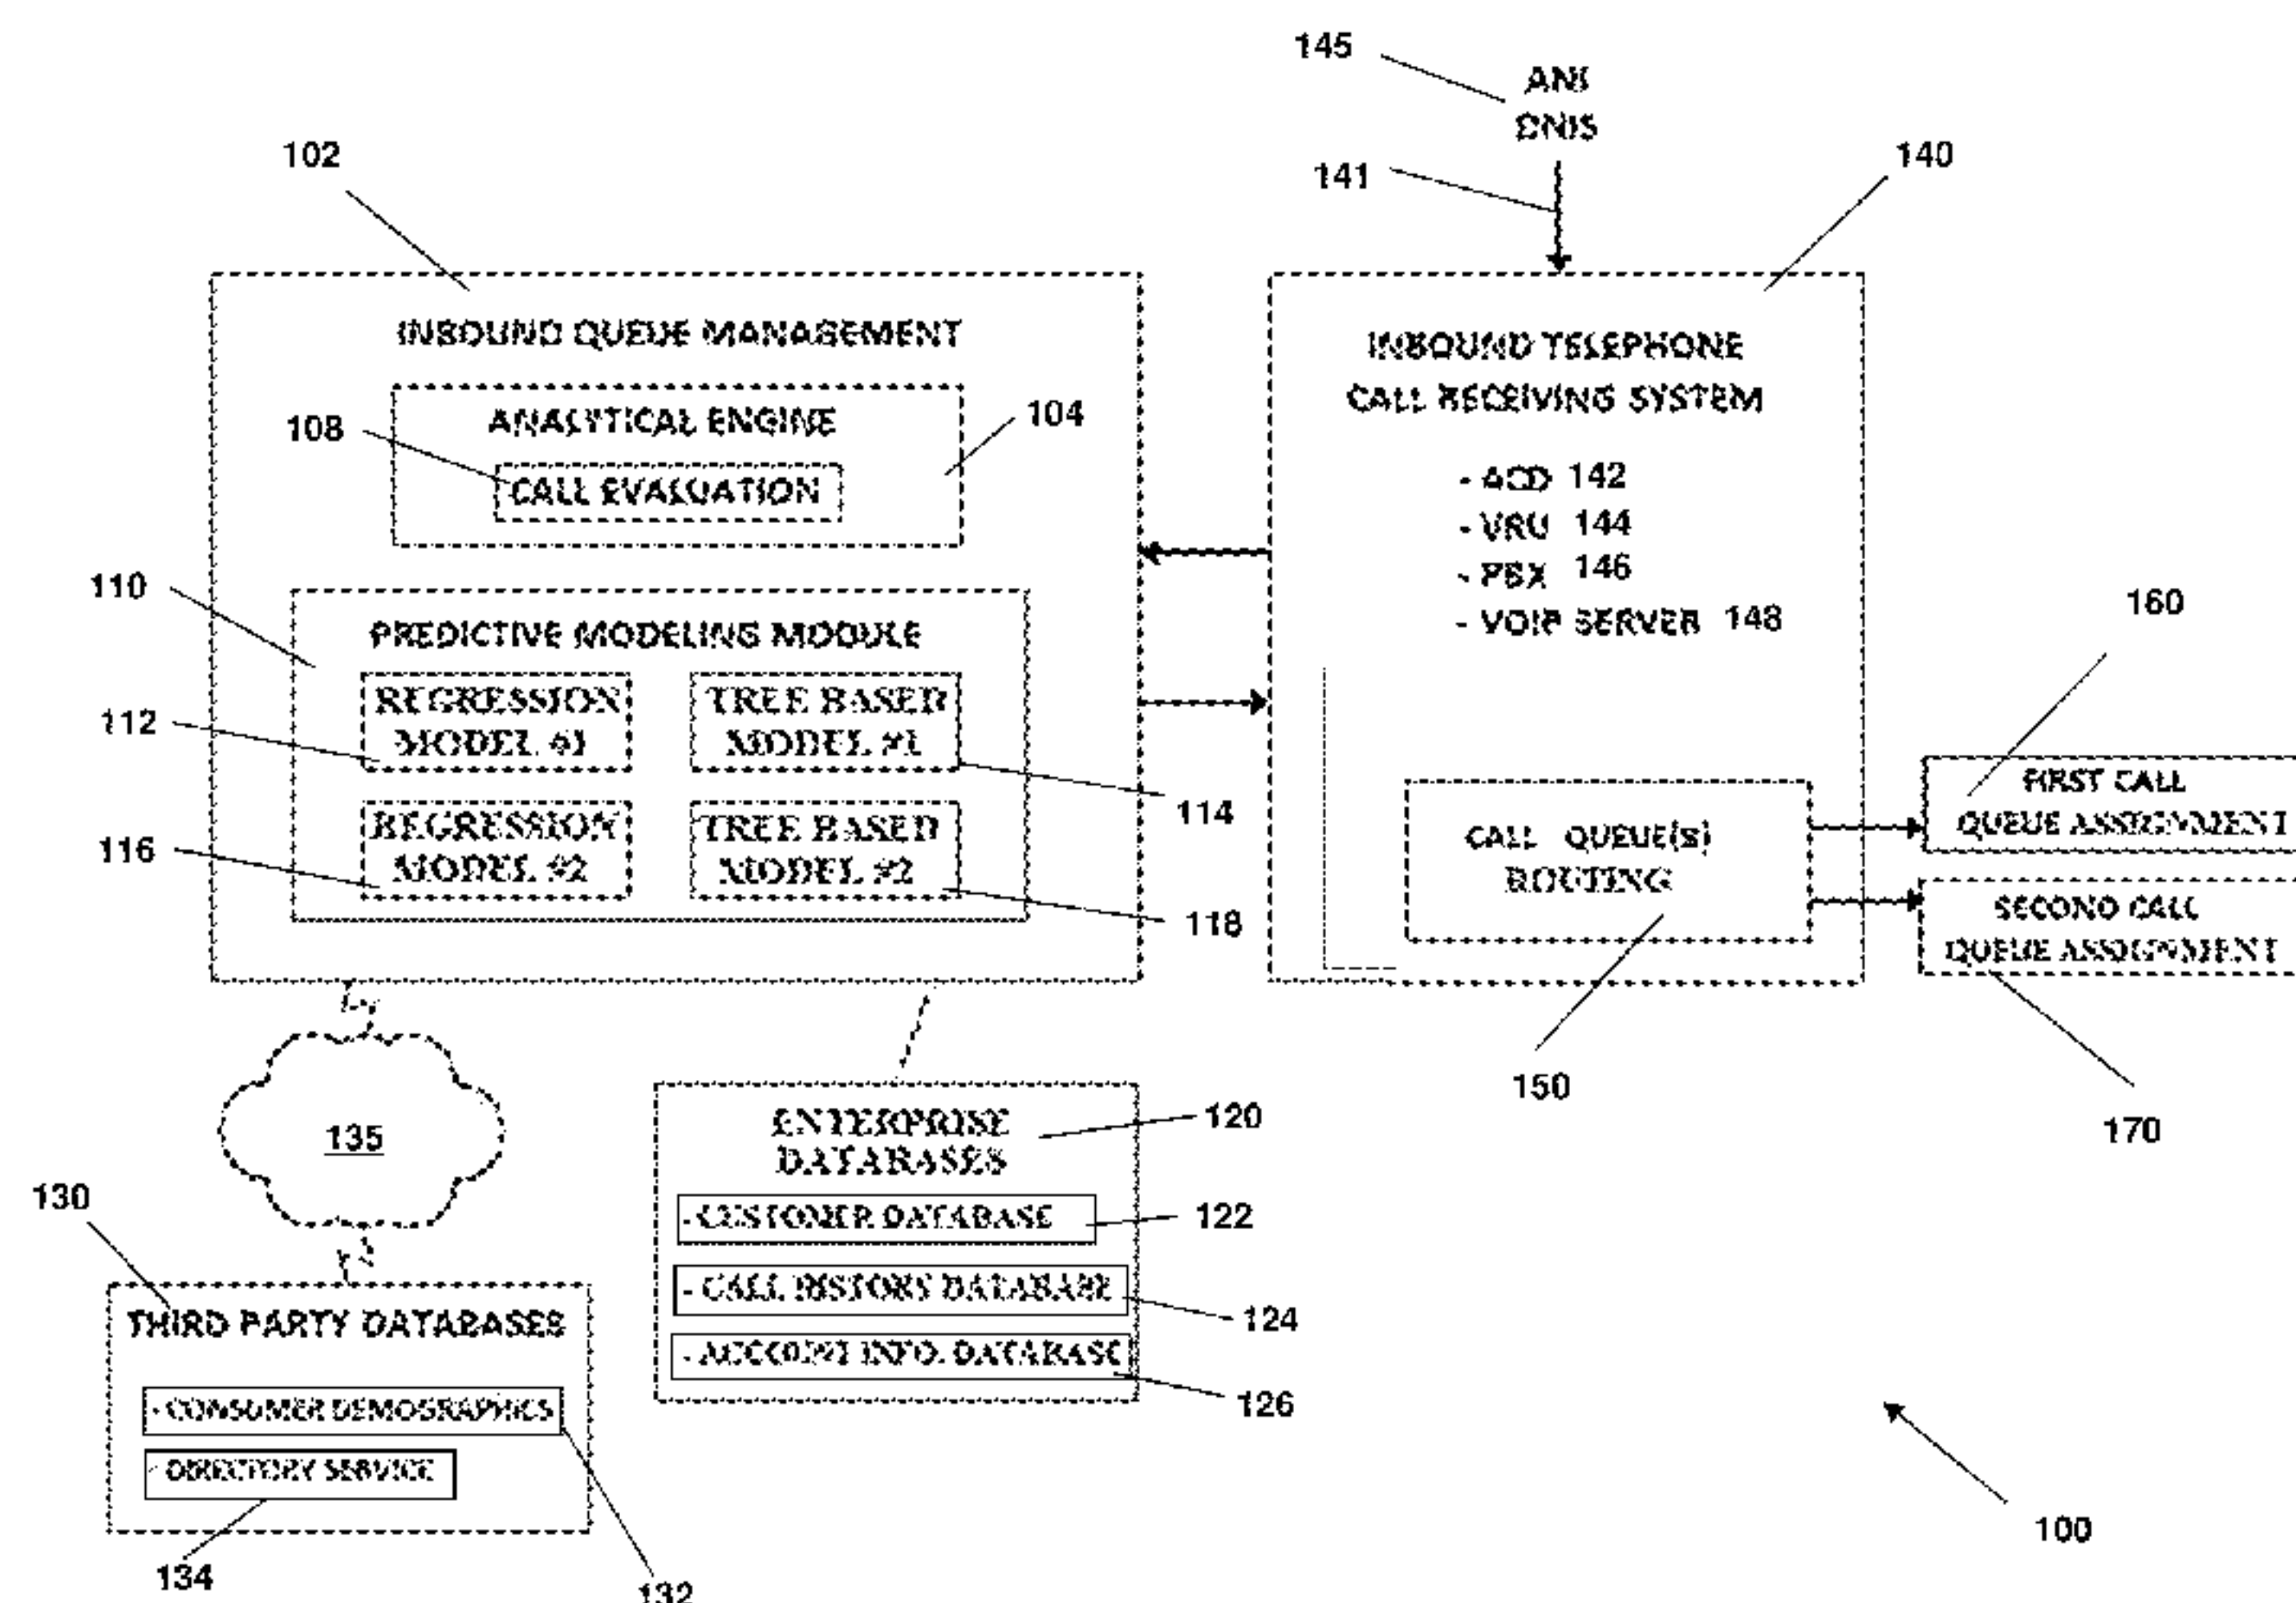 145
ANI
DNIS
141
140
102
INBOUND QUEUE MANAGEMENT
ANALYTICAL ENGINE
104
108
CALL EVALUATION
INBOUND TELEPHONE
CALL RECEIVING SYSTEM
- ACD 142
- VRU 144
- PBX 146
- VOIP SERVER 148
110
PREDICTIVE MODELING MODULE
REGRESSION
MODEL #1
TREE BASED
MODEL #1
112
114
REGRESSION
MODEL #2
TREE BASED
MODEL #2
116
118
160
FIRST CALL
QUEUE ASSIGNMENT
CALL QUEUE(S)
ROUTING
SECOND CALL
QUEUE ASSIGNMENT
150
170
135
ENTERPRISE
DATABASES
120
- CUSTOMER DATABASE
122
- CALL HISTORY DATABASE
124
- ACCOUNT INFO. DATABASE
126
130
THIRD PARTY DATABASES
- CONSUMER DEMOGRAPHICS
- DIRECTORY SERVICE
134
132
100